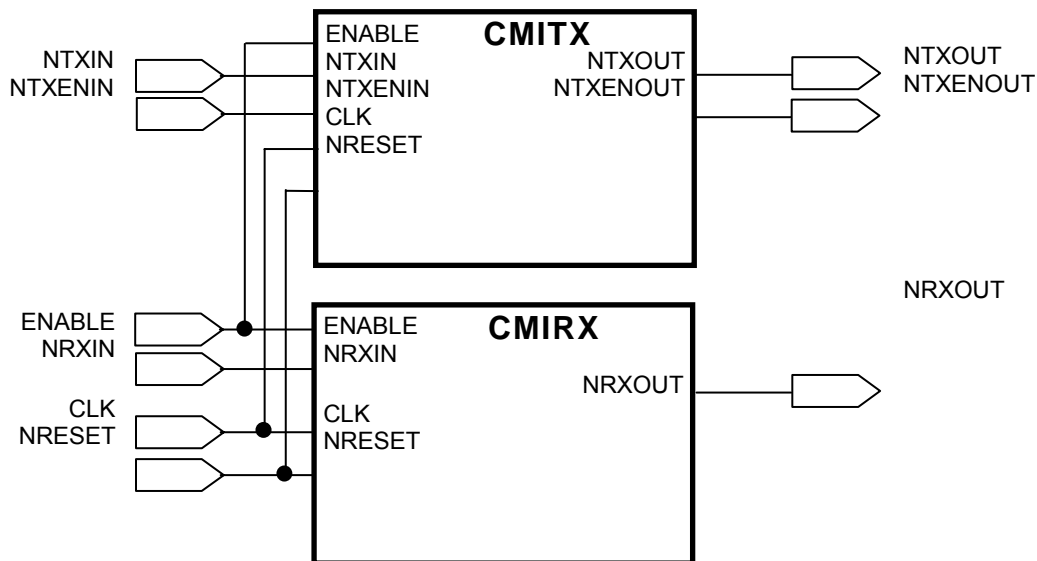 NTXIN
NTXENIN
ENABLE
NTXIN
NTXENIN
CLK
NRESET
CMITX
NTXOUT
NTXENOUT
NTXOUT
NTXENOUT
ENABLE
NRXIN
CLK
NRESET
ENABLE
NRXIN
CLK
NRESET
CMIRX
NRXOUT
NRXOUT